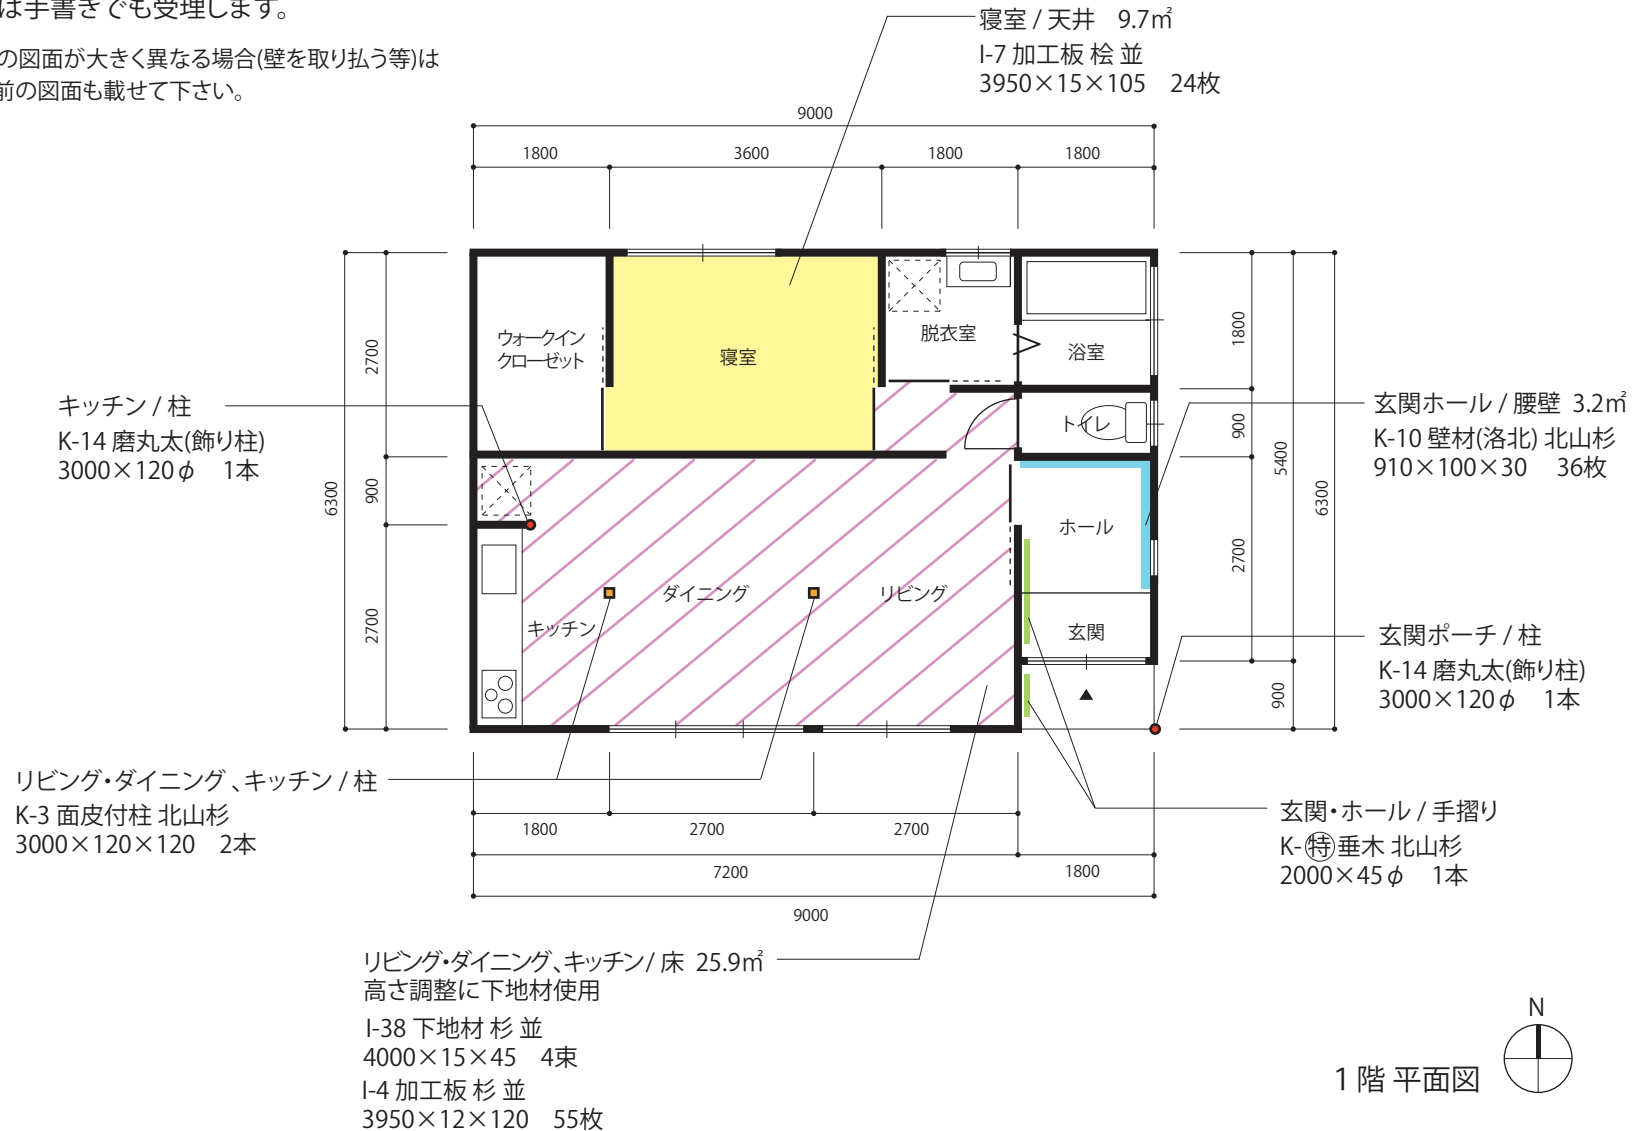 は手書きでも受理します。
の図面が大きく異なる場合(壁を取り払う等)は
前の図面も載せて下さい。
寝室 / 天井 9.7㎡
I-7 加工板 桧 並
3950×15×105 24枚
9000
1800
3600
1800
1800
ウォークイン
クローゼット
寝室
脱衣室
浴室
トイレ
ホール
玄関
ダイニング
リビング
キッチン
2700
900
2700
6300
1800
900
2700
5400
900
6300
キッチン / 柱
K-14 磨丸太(飾り柱)
3000×120φ 1本
玄関ホール / 腰壁 3.2㎡
K-10 壁材(洛北) 北山杉
910×100×30 36枚
玄関ポーチ / 柱
K-14 磨丸太(飾り柱)
3000×120φ 1本
リビング・ダイニング、キッチン / 柱
K-3 面皮付柱 北山杉
3000×120×120 2本
1800
2700
2700
7200
1800
9000
玄関・ホール / 手摺り
K-㊕垂木 北山杉
2000×45φ 1本
リビング・ダイニング、キッチン / 床 25.9㎡
高さ調整に下地材使用
I-38 下地材 杉 並
4000×15×45 4束
I-4 加工板 杉 並
3950×12×120 55枚
N
1階 平面図